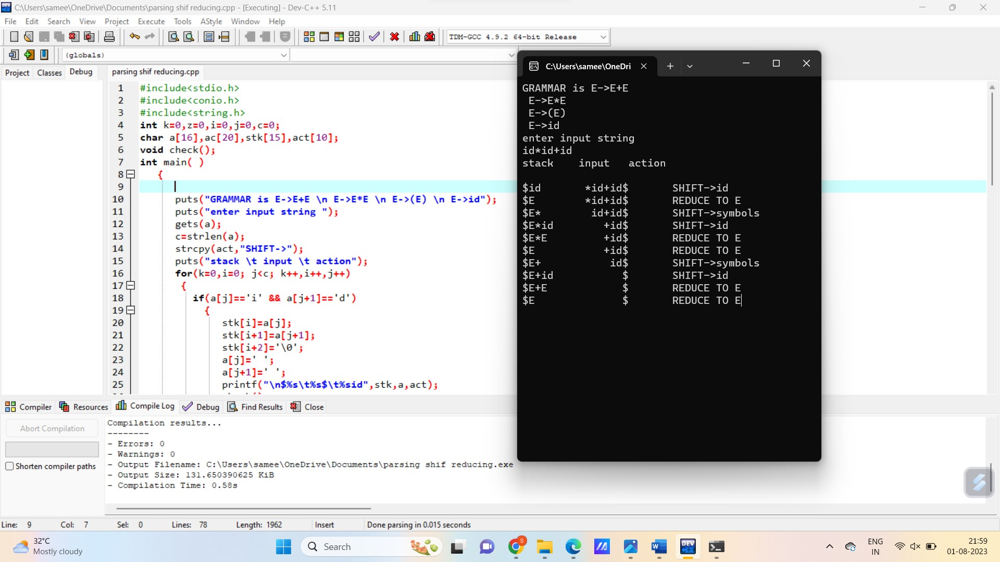 C:\Users\samee\OneDrive\Documents\parsing shif reducing.cpp - [Executing] - Dev-C++ 5.11
File Edit Search View Project Execute Tools AStyle Window Help
TDM-GCC 4.9.2 64-bit Release
(globals)
Project Classes Debug
parsing shif reducing.cpp
1 #include<stdio.h>
2 #include<conio.h>
3 #include<string.h>
4 int k=0,z=0,i=0,j=0,c=0;
5 char a[16],ac[20],stk[15],act[10];
6 void check();
7 int main( )
8 {
9
10 puts("GRAMMAR is E->E+E \n E->E*E \n E->(E) \n E->id");
11 puts("enter input string ");
12 gets(a);
13 c=strlen(a);
14 strcpy(act,"SHIFT->");
15 puts("stack \t input \t action");
16 for(k=0,i=0; j<c; k++,i++,j++)
17 {
18 if(a[j]=='i' && a[j+1]=='d')
19 {
20 stk[i]=a[j];
21 stk[i+1]=a[j+1];
22 stk[i+2]='\0';
23 a[j]=' ';
24 a[j+1]=' ';
25 printf("\n$%s\t%s$\t%sid",stk,a,act);
C:\Users\samee\OneDri
GRAMMAR is E->E+E
E->E*E
E->(E)
E->id
enter input string
id*id+id
stack input action
$id *id+id$ SHIFT->id
$E *id+id$ REDUCE TO E
$E* id+id$ SHIFT->symbols
$E*id +id$ SHIFT->id
$E*E +id$ REDUCE TO E
$E +id$ REDUCE TO E
$E+ id$ SHIFT->symbols
$E+id $ SHIFT->id
$E+E $ REDUCE TO E
$E $ REDUCE TO E
Compiler Resources Compile Log Debug Find Results Close
Abort Compilation
Shorten compiler paths
Compilation results...
--------
- Errors: 0
- Warnings: 0
- Output Filename: C:\Users\samee\OneDrive\Documents\parsing shif reducing.exe
- Output Size: 131.650390625 KiB
- Compilation Time: 0.58s
Line: 9 Col: 7 Sel: 0 Lines: 78 Length: 1962 Insert Done parsing in 0.015 seconds
32°C
Mostly cloudy
Search
S
W
DEV
ENG
IN
21:59
01-08-2023